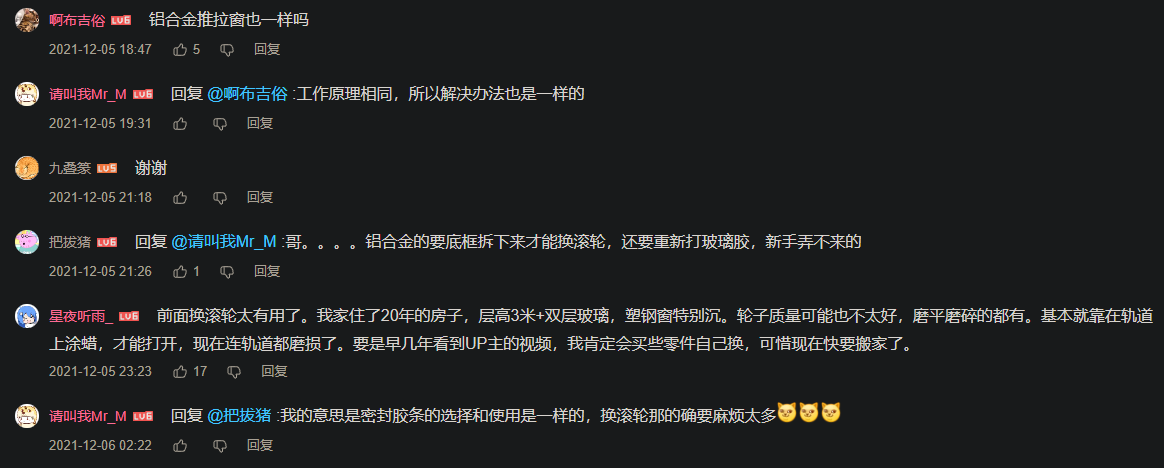 啊布吉俗 LV6 铝合金推拉窗也一样吗
2021-12-05 18:47 5 回复
请叫我Mr_M LV6 回复 @啊布吉俗 :工作原理相同，所以解决办法也是一样的
2021-12-05 19:31 回复
九叠篆 LV5 谢谢
2021-12-05 21:18 回复
把拔猪 LV6 回复 @请叫我Mr_M :哥。。。。铝合金的要底框拆下来才能换滚轮，还要重新打玻璃胶，新手弄不来的
2021-12-05 21:26 1 回复
星夜听雨_ LV6 前面换滚轮太有用了。我家住了20年的房子，层高3米+双层玻璃，塑钢窗特别沉。轮子质量可能也不太好，磨平磨碎的都有。基本就靠在轨道
上涂蜡，才能打开，现在连轨道都磨损了。要是早几年看到UP主的视频，我肯定会买些零件自己换，可惜现在快要搬家了。
2021-12-05 23:23 17 回复
请叫我Mr_M LV6 回复 @把拔猪 :我的意思是密封胶条的选择和使用是一样的，换滚轮那的确要麻烦太多
2021-12-06 02:22 回复